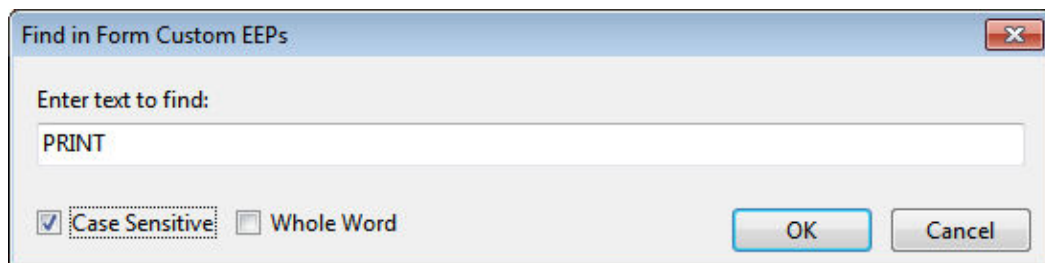 Find in Form Custom EEPs
Enter text to find:
PRINT
Case Sensitive Whole Word OK Cancel